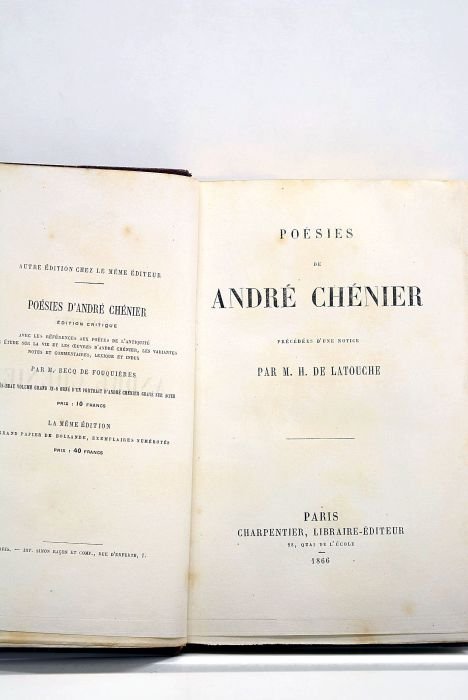 AUTRE ÉDITION CHEZ LE MÊME ÉDITEUR
POÉSIES D'ANDRÉ CHÉNIER
ÉDITION CRITIQUE
AVEC LES RÉFÉRENCES AUX POÈTES DE L'ANTIQUITÉ
ÉTUDE SUR LA VIE ET LES ŒUVRES D'ANDRÉ CHÉNIER, SES VARIANTES
NOTES ET COMMENTAIRES, LEXIQUE ET INDEX
PAR M. BECQ DE FOUQUIÈRES
VOLUME GRAND IN-8 ORNÉ D'UN PORTRAIT D'ANDRÉ CHÉNIER GRAVÉ SUR ACIER
PRIX : 10 FRANCS
LA MÊME ÉDITION
GRAND PAPIER DE HOLLANDE, EXEMPLAIRES NUMÉROTÉS
PRIX : 40 FRANCS
— IMP. SIMON RAÇON ET COMP., RUE D'ERFURTH, 1.
POÉSIES
DE
ANDRÉ CHÉNIER
PRÉCÉDÉES D'UNE NOTICE
PAR M. H. DE LATOUCHE
PARIS
CHARPENTIER, LIBRAIRE-ÉDITEUR
28, QUAI DE L'ÉCOLE
1866